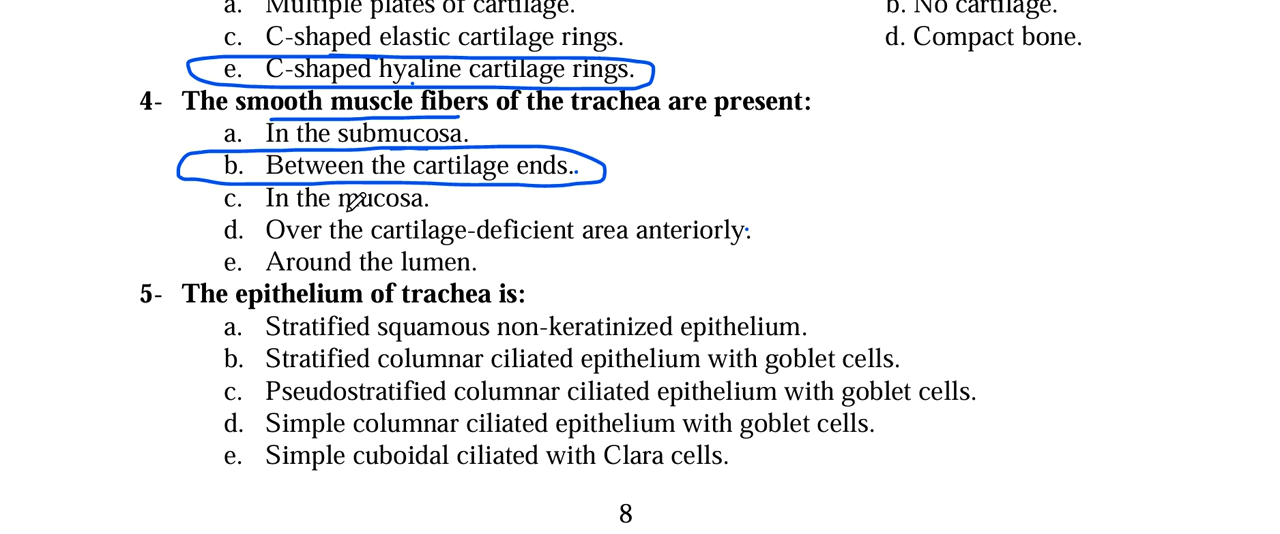 a. Multiple plates of cartilage. b. No cartilage.
c. C-shaped elastic cartilage rings. d. Compact bone.
e. C-shaped hyaline cartilage rings.
4- The smooth muscle fibers of the trachea are present:
a. In the submucosa.
b. Between the cartilage ends..
c. In the mucosa.
d. Over the cartilage-deficient area anteriorly.
e. Around the lumen.
5- The epithelium of trachea is:
a. Stratified squamous non-keratinized epithelium.
b. Stratified columnar ciliated epithelium with goblet cells.
c. Pseudostratified columnar ciliated epithelium with goblet cells.
d. Simple columnar ciliated epithelium with goblet cells.
e. Simple cuboidal ciliated with Clara cells.
8